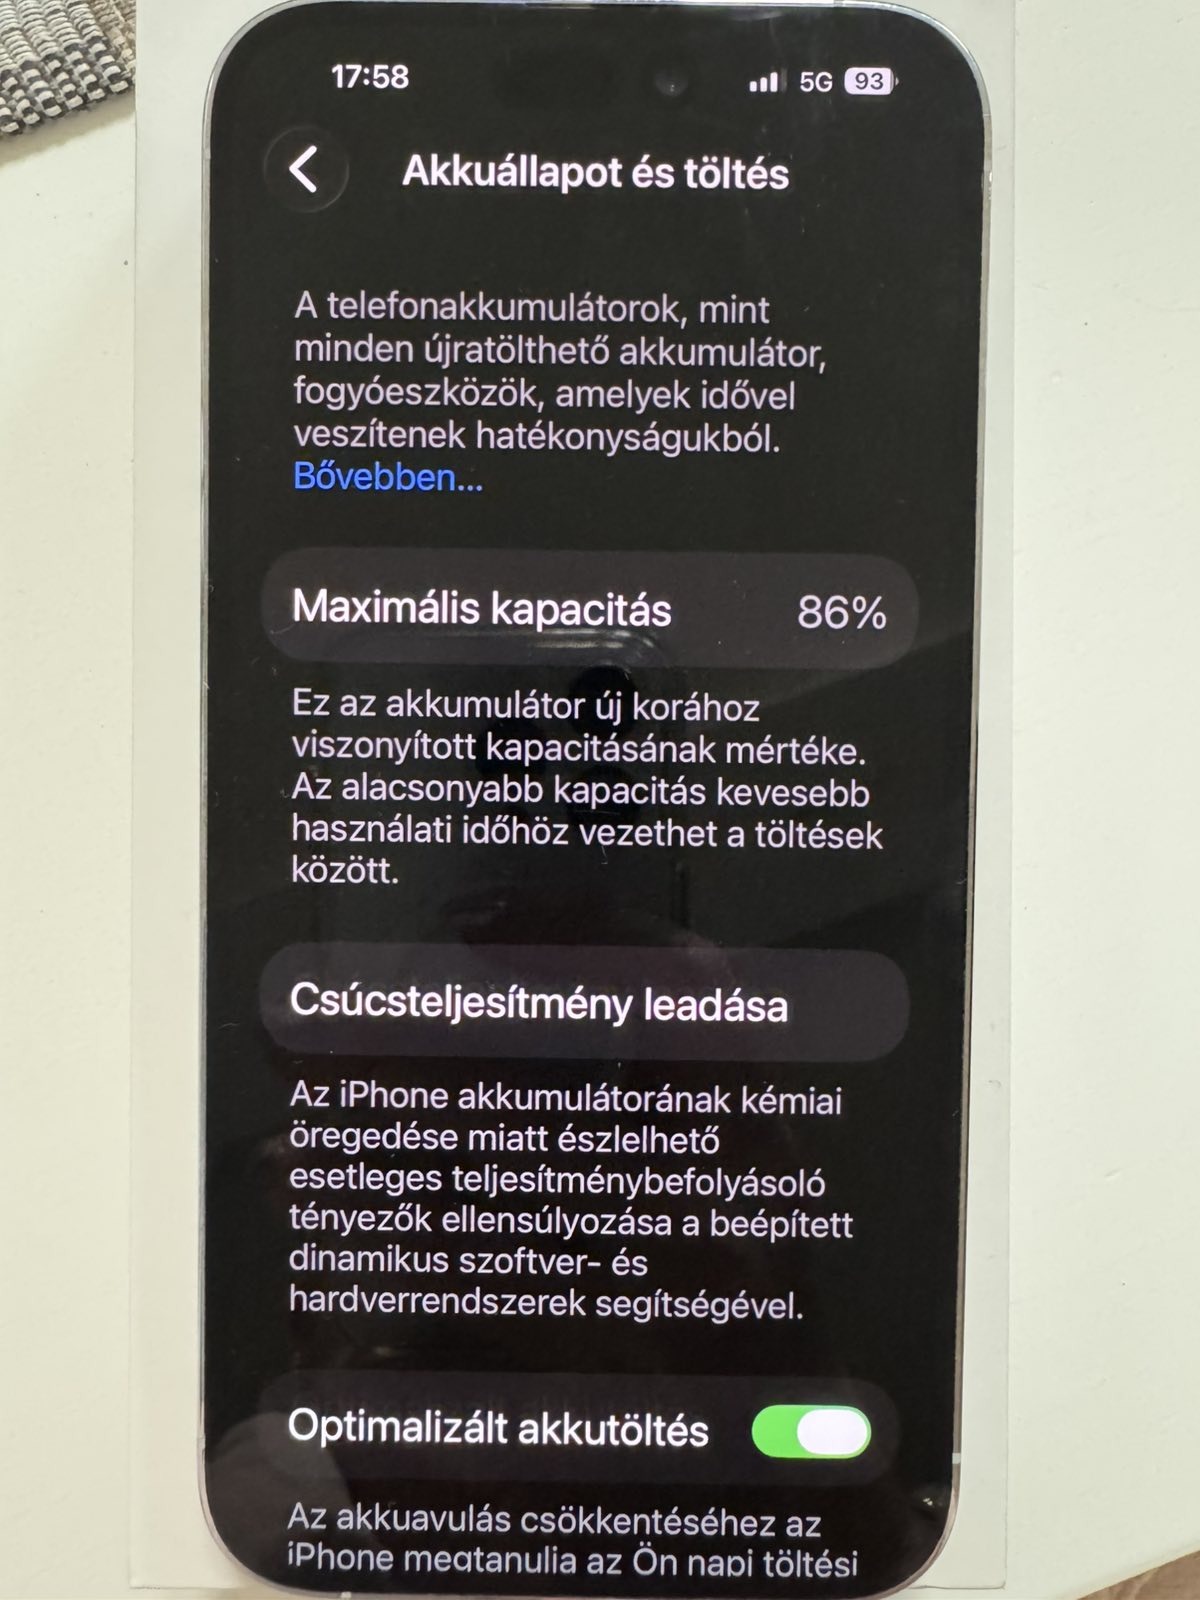 17:58
5G 93
Akkuállapot és töltés
A telefonakkumulátorok, mint
minden újratölthető akkumulátor,
fogyóeszközök, amelyek idővel
veszítenek hatékonyságukból.
Bővebben...
Maximális kapacitás 86%
Ez az akkumulátor új korához
viszonyított kapacitásának mértéke.
Az alacsonyabb kapacitás kevesebb
használati időhöz vezethet a töltések
között.
Csúcsteljesítmény leadása
Az iPhone akkumulátorának kémiai
öregedése miatt észlelhető
esetleges teljesítménybefolyásoló
tényezők ellensúlyozása a beépített
dinamikus szoftver- és
hardverrendszerek segítségével.
Optimalizált akkutöltés
Az akkuavulás csökkentéséhez az
iPhone megtanulja az Ön napi töltési